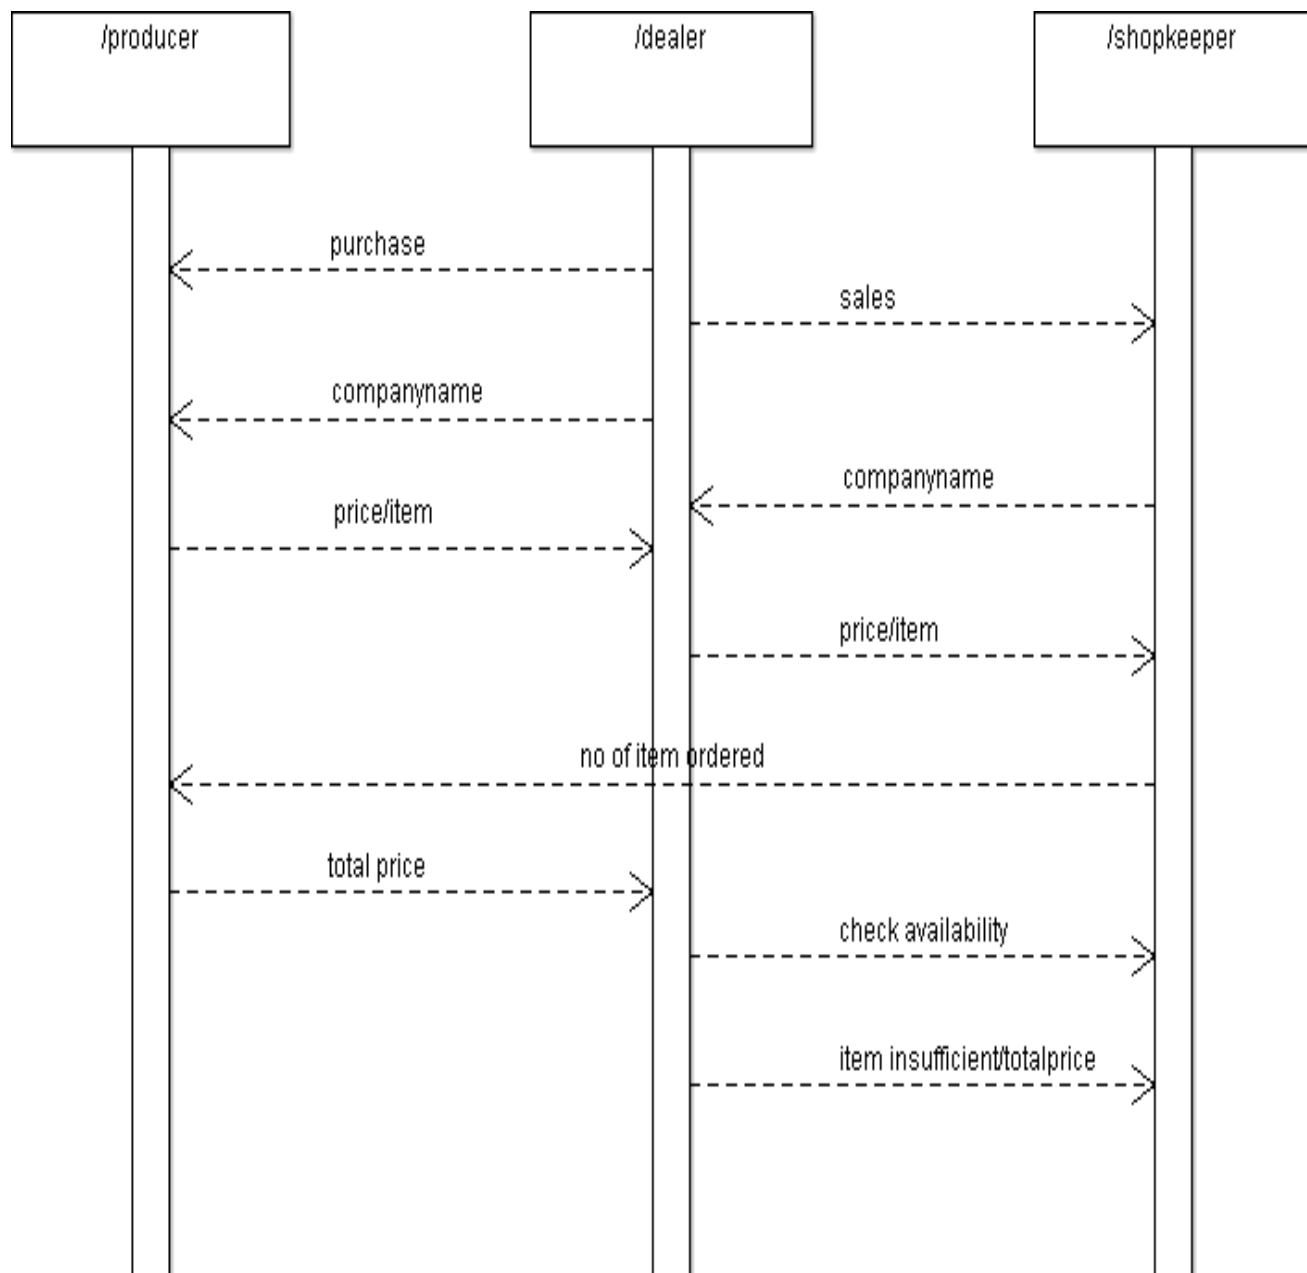 /producer
/dealer
/shopkeeper
purchase
sales
companyname
companyname
price/item
price/item
no of item ordered
total price
check availability
item insufficient/totalprice